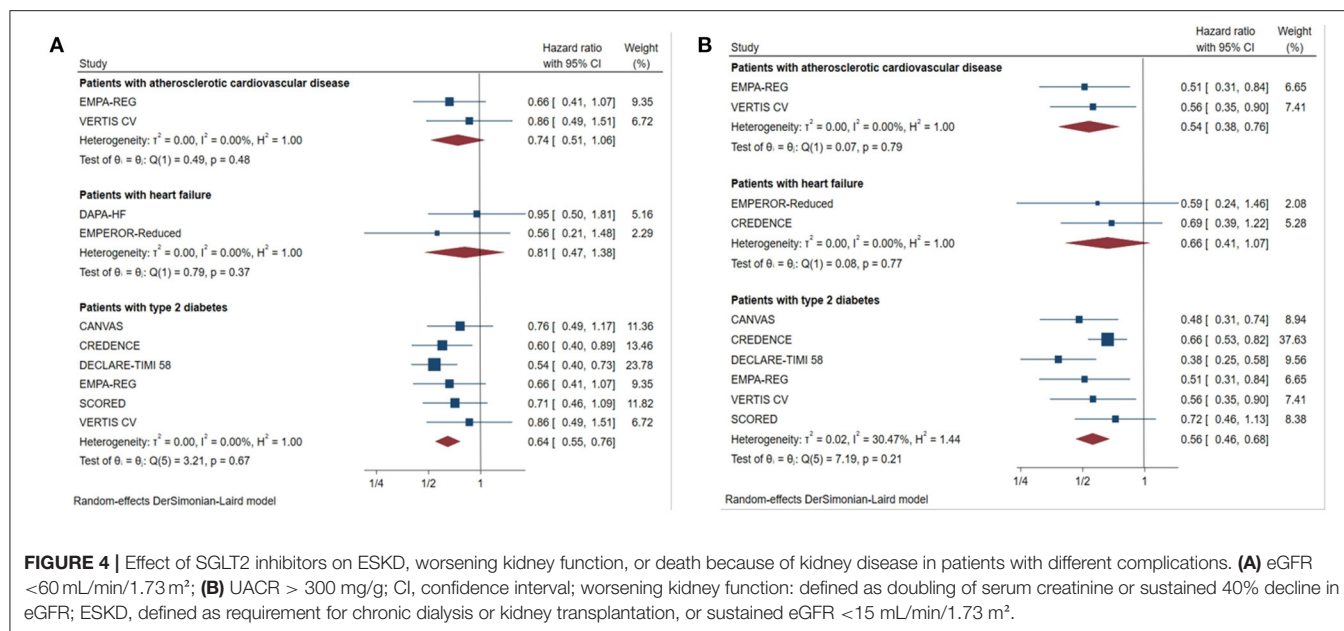 A
Hazard ratio Weight
Study with 95% CI (%)
Patients with atherosclerotic cardiovascular disease
EMPA-REG 0.66 [ 0.41, 1.07] 9.35
VERTIS CV 0.86 [ 0.49, 1.51] 6.72
Heterogeneity: τ² = 0.00, I² = 0.00%, H² = 1.00 0.74 [ 0.51, 1.06]
Test of θᵢ = θⱼ: Q(1) = 0.49, p = 0.48
Patients with heart failure
DAPA-HF 0.95 [ 0.50, 1.81] 5.16
EMPEROR-Reduced 0.56 [ 0.21, 1.48] 2.29
Heterogeneity: τ² = 0.00, I² = 0.00%, H² = 1.00 0.81 [ 0.47, 1.38]
Test of θᵢ = θⱼ: Q(1) = 0.79, p = 0.37
Patients with type 2 diabetes
CANVAS 0.76 [ 0.49, 1.17] 11.36
CREDENCE 0.60 [ 0.40, 0.89] 13.46
DECLARE-TIMI 58 0.54 [ 0.40, 0.73] 23.78
EMPA-REG 0.66 [ 0.41, 1.07] 9.35
SCORED 0.71 [ 0.46, 1.09] 11.82
VERTIS CV 0.86 [ 0.49, 1.51] 6.72
Heterogeneity: τ² = 0.00, I² = 0.00%, H² = 1.00 0.64 [ 0.55, 0.76]
Test of θᵢ = θⱼ: Q(5) = 3.21, p = 0.67
1/4 1/2 1
Random-effects DerSimonian-Laird model
B
Hazard ratio Weight
Study with 95% CI (%)
Patients with atherosclerotic cardiovascular disease
EMPA-REG 0.51 [ 0.31, 0.84] 6.65
VERTIS CV 0.56 [ 0.35, 0.90] 7.41
Heterogeneity: τ² = 0.00, I² = 0.00%, H² = 1.00 0.54 [ 0.38, 0.76]
Test of θᵢ = θⱼ: Q(1) = 0.07, p = 0.79
Patients with heart failure
EMPEROR-Reduced 0.59 [ 0.24, 1.46] 2.08
CREDENCE 0.69 [ 0.39, 1.22] 5.28
Heterogeneity: τ² = 0.00, I² = 0.00%, H² = 1.00 0.66 [ 0.41, 1.07]
Test of θᵢ = θⱼ: Q(1) = 0.08, p = 0.77
Patients with type 2 diabetes
CANVAS 0.48 [ 0.31, 0.74] 8.94
CREDENCE 0.66 [ 0.53, 0.82] 37.63
DECLARE-TIMI 58 0.38 [ 0.25, 0.58] 9.56
EMPA-REG 0.51 [ 0.31, 0.84] 6.65
VERTIS CV 0.56 [ 0.35, 0.90] 7.41
SCORED 0.72 [ 0.46, 1.13] 8.38
Heterogeneity: τ² = 0.02, I² = 30.47%, H² = 1.44 0.56 [ 0.46, 0.68]
Test of θᵢ = θⱼ: Q(5) = 7.19, p = 0.21
1/4 1/2 1
Random-effects DerSimonian-Laird model
FIGURE 4 | Effect of SGLT2 inhibitors on ESKD, worsening kidney function, or death because of kidney disease in patients with different complications. (A) eGFR
<60 mL/min/1.73 m²; (B) UACR > 300 mg/g; CI, confidence interval; worsening kidney function: defined as doubling of serum creatinine or sustained 40% decline in
eGFR; ESKD, defined as requirement for chronic dialysis or kidney transplantation, or sustained eGFR <15 mL/min/1.73 m².